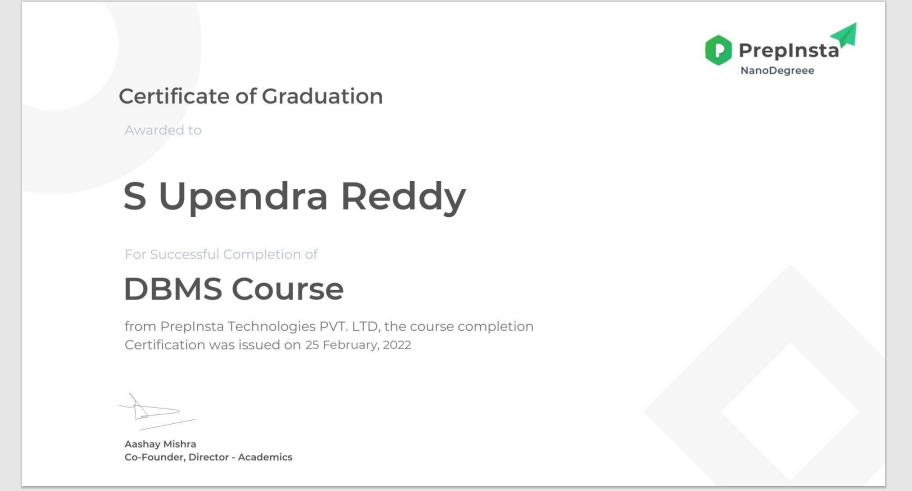 PrepInsta
NanoDegreee
Certificate of Graduation
Awarded to
S Upendra Reddy
For Successful Completion of
DBMS Course
from PrepInsta Technologies PVT. LTD, the course completion
Certification was issued on 25 February, 2022
Aashay Mishra
Co-Founder, Director - Academics